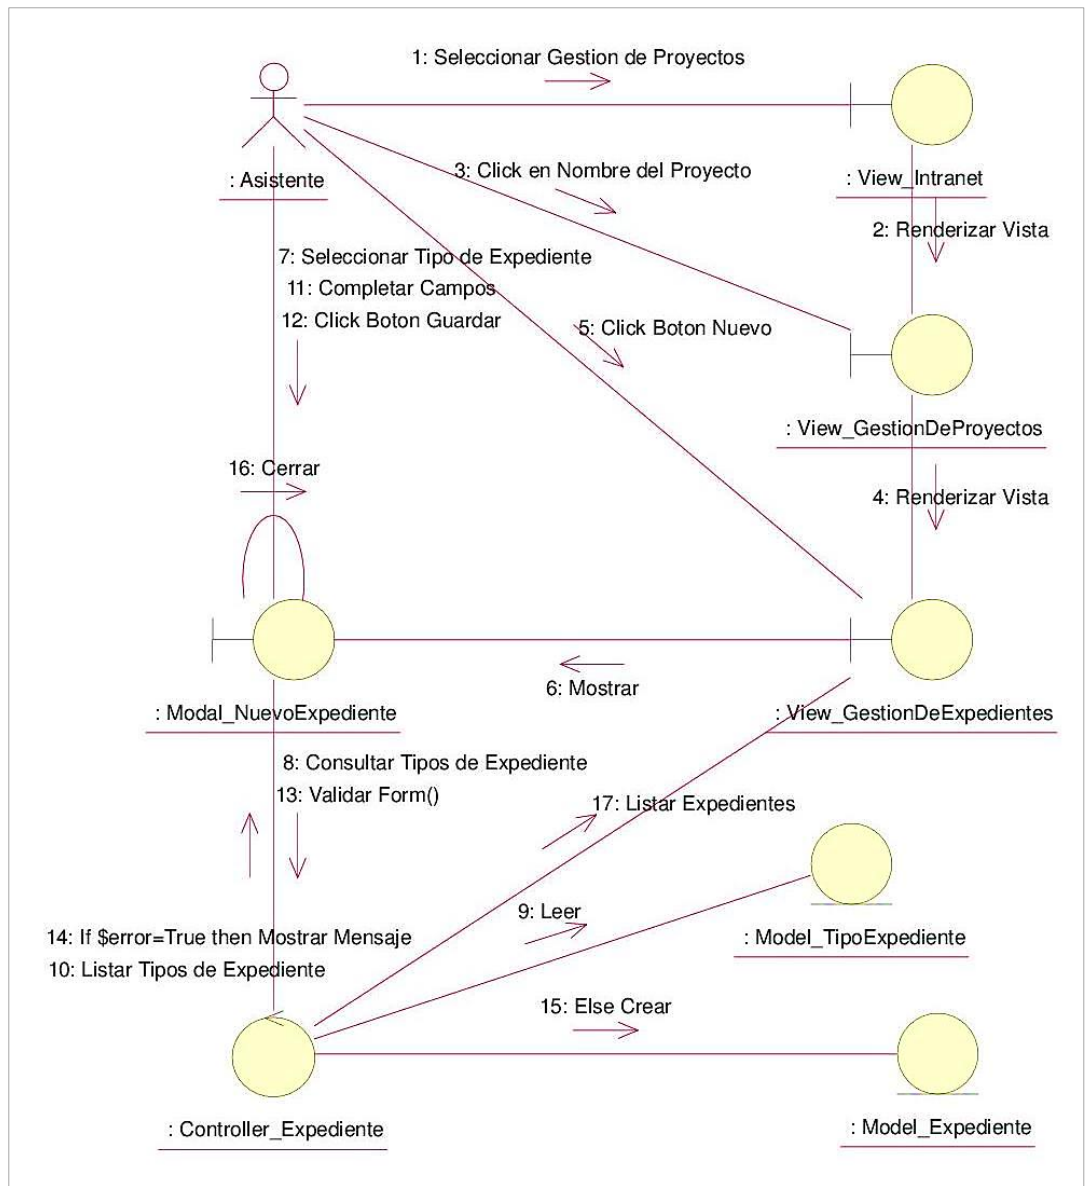 1: Seleccionar Gestion de Proyectos
3: Click en Nombre del Proyecto
: Asistente
: View_Intranet
2: Renderizar Vista
7: Seleccionar Tipo de Expediente
11: Completar Campos
12: Click Boton Guardar
5: Click Boton Nuevo
: View_GestionDeProyectos
16: Cerrar
4: Renderizar Vista
6: Mostrar
: Modal_NuevoExpediente
: View_GestionDeExpedientes
8: Consultar Tipos de Expediente
13: Validar Form()
17: Listar Expedientes
9: Leer
14: If $error=True then Mostrar Mensaje
: Model_TipoExpediente
10: Listar Tipos de Expediente
15: Else Crear
: Controller_Expediente
: Model_Expediente